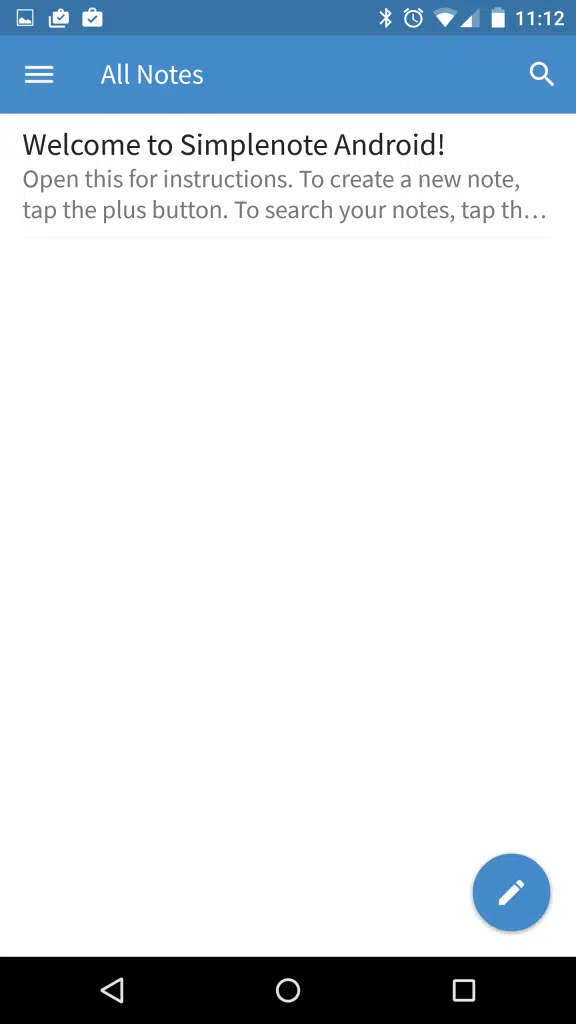 11:12
All Notes
Welcome to Simplenote Android!
Open this for instructions. To create a new note,
tap the plus button. To search your notes, tap th…